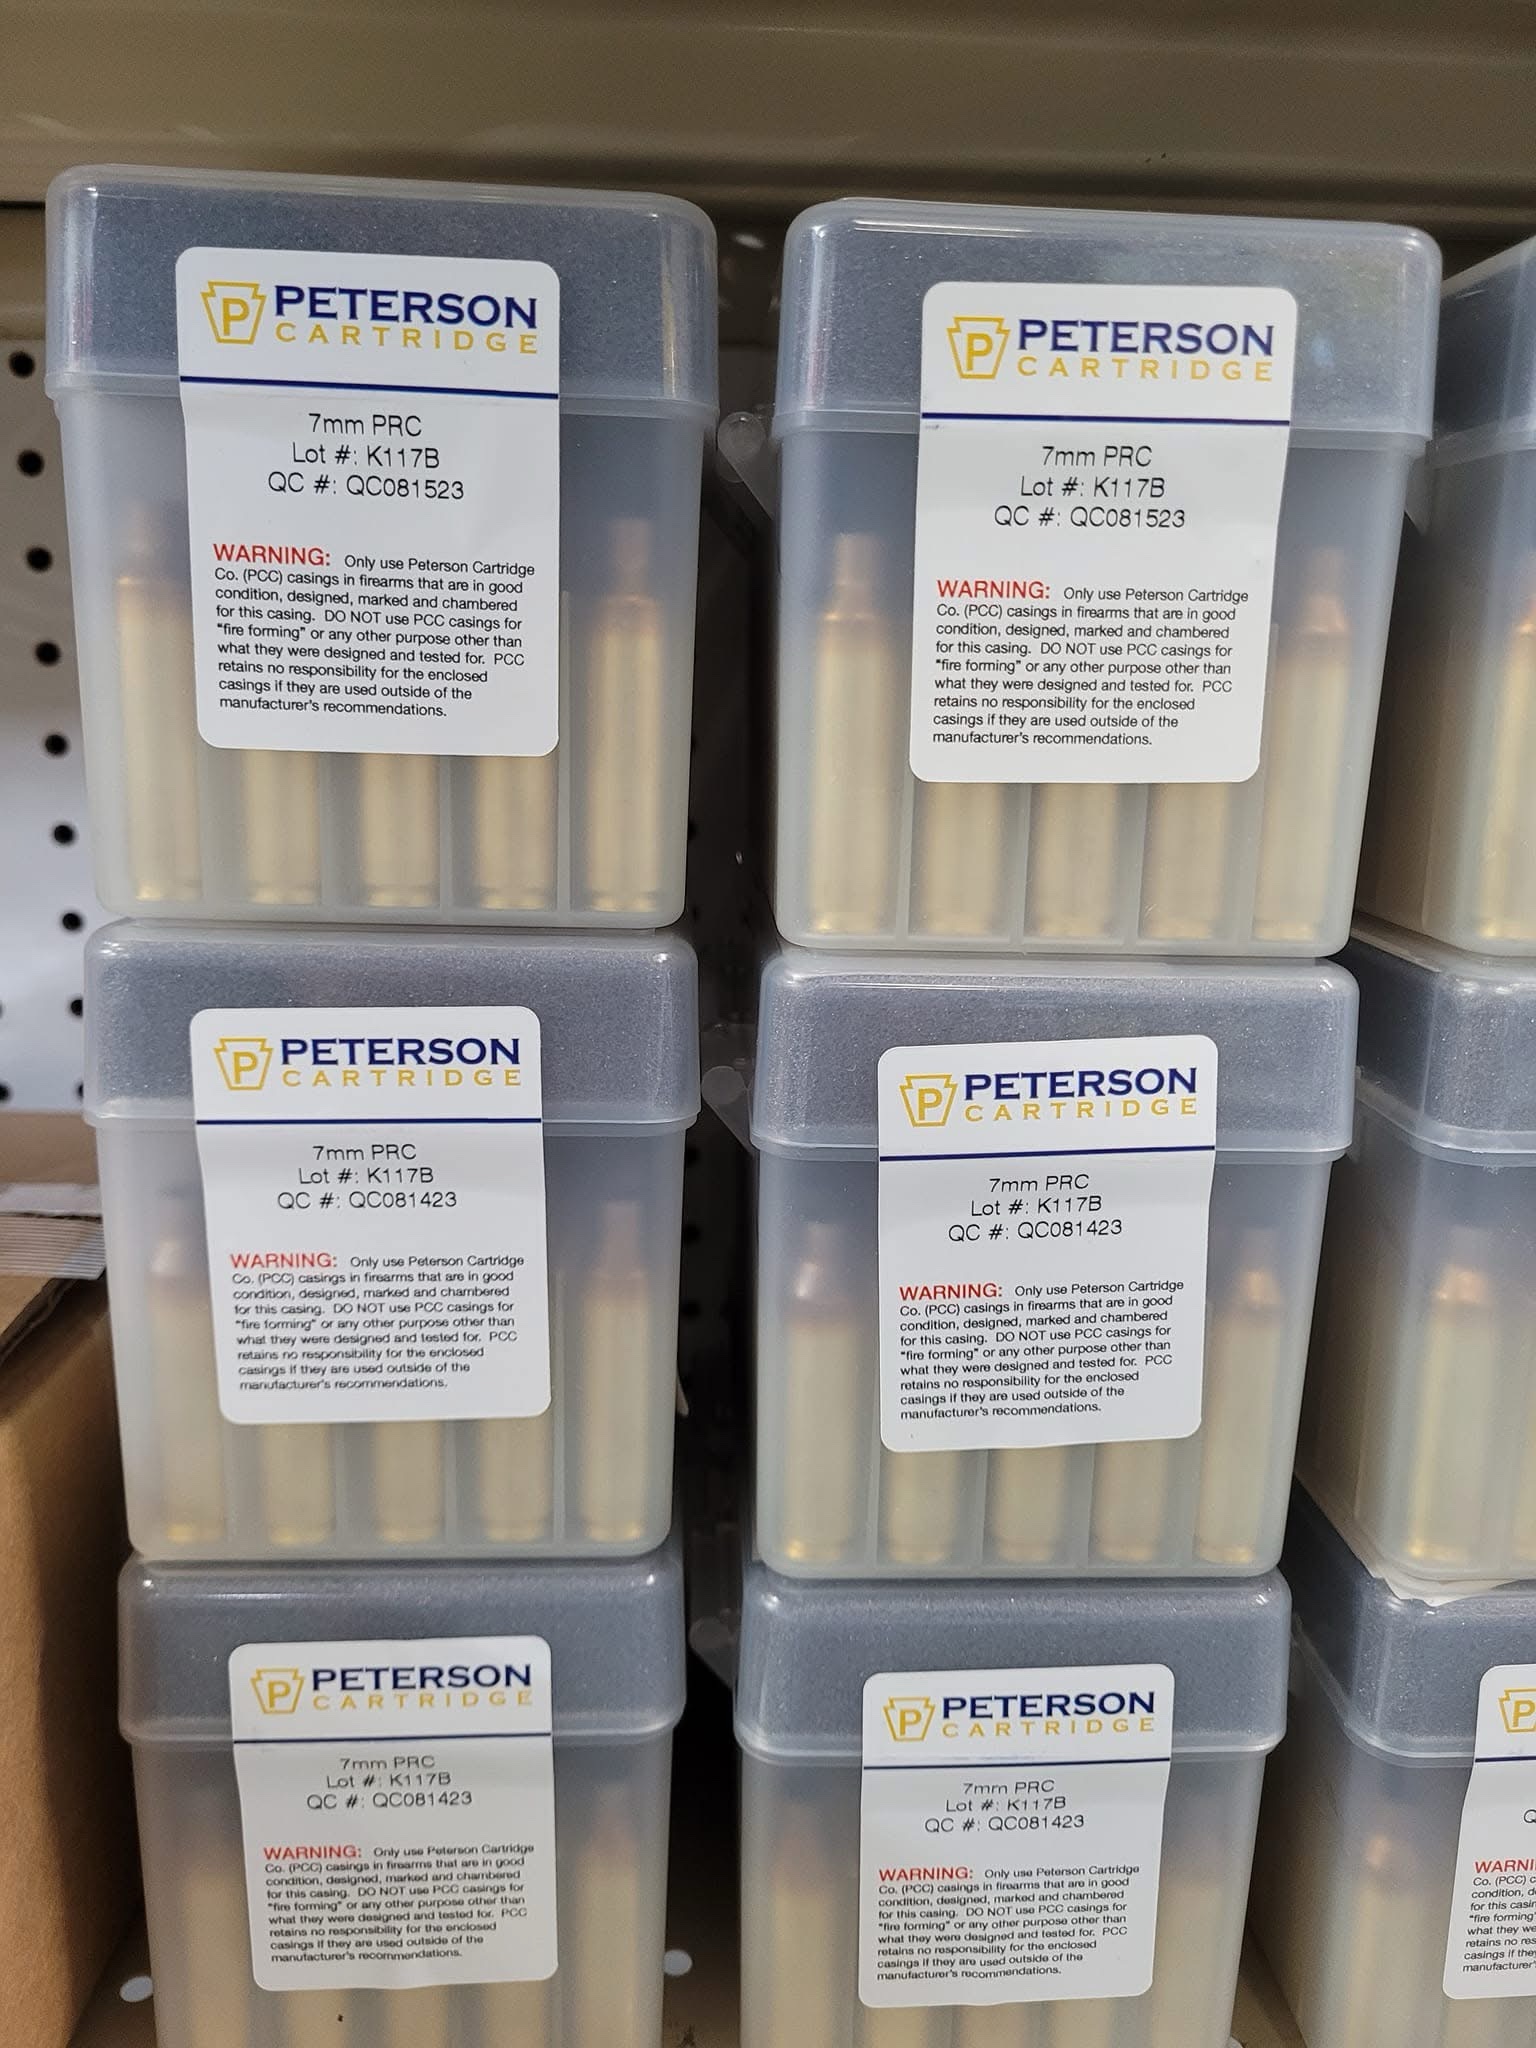 P PETERSON
CARTRIDGE
7mm PRC
Lot #: K117B
QC #: QC081523
WARNING: Only use Peterson Cartridge
Co. (PCC) casings in firearms that are in good
condition, designed, marked and chambered
for this casing. DO NOT use PCC casings for
"fire forming" or any other purpose other than
what they were designed and tested for. PCC
retains no responsibility for the enclosed
casings if they are used outside of the
manufacturer's recommendations.
P PETERSON
CARTRIDGE
7mm PRC
Lot #: K117B
QC #: QC081523
WARNING: Only use Peterson Cartridge
Co. (PCC) casings in firearms that are in good
condition, designed, marked and chambered
for this casing. DO NOT use PCC casings for
"fire forming" or any other purpose other than
what they were designed and tested for. PCC
retains no responsibility for the enclosed
casings if they are used outside of the
manufacturer's recommendations.
P PETERSON
CARTRIDGE
7mm PRC
Lot #: K117B
QC #: QC081423
WARNING: Only use Peterson Cartridge
Co. (PCC) casings in firearms that are in good
condition, designed, marked and chambered
for this casing. DO NOT use PCC casings for
"fire forming" or any other purpose other than
what they were designed and tested for. PCC
retains no responsibility for the enclosed
casings if they are used outside of the
manufacturer's recommendations.
P PETERSON
CARTRIDGE
7mm PRC
Lot #: K117B
QC #: QC081423
WARNING: Only use Peterson Cartridge
Co. (PCC) casings in firearms that are in good
condition, designed, marked and chambered
for this casing. DO NOT use PCC casings for
"fire forming" or any other purpose other than
what they were designed and tested for. PCC
retains no responsibility for the enclosed
casings if they are used outside of the
manufacturer's recommendations.
P PETERSON
CARTRIDGE
7mm PRC
Lot #: K117B
QC #: QC081423
WARNING: Only use Peterson Cartridge
Co. (PCC) casings in firearms that are in good
condition, designed, marked and chambered
for this casing. DO NOT use PCC casings for
"fire forming" or any other purpose other than
what they were designed and tested for. PCC
retains no responsibility for the enclosed
casings if they are used outside of the
manufacturer's recommendations.
P PETERSON
CARTRIDGE
7mm PRC
Lot #: K117B
QC #: QC081423
WARNING: Only use Peterson Cartridge
Co. (PCC) casings in firearms that are in good
condition, designed, marked and chambered
for this casing. DO NOT use PCC casings for
"fire forming" or any other purpose other than
what they were designed and tested for. PCC
retains no responsibility for the enclosed
casings if they are used outside of the
manufacturer's recommendations.
P
Co. (PCC)
for this
"fire forming"
what they
retains no
casings if they